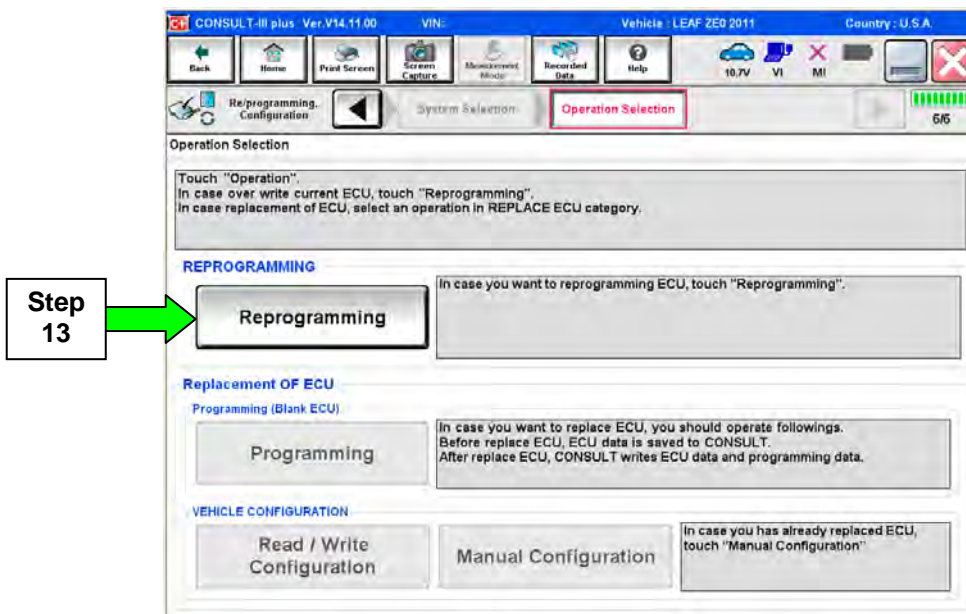 CONSULT-III plus Ver.V14.11.00 VIN: Vehicle : LEAF ZE0 2011 Country : U.S.A.
Back Home Print Screen Screen Capture Measurement Mode Recorded Data Help 10.7V VI MI
Re/programming, Configuration System Selection Operation Selection 6/6
Operation Selection
Touch "Operation".
In case over write current ECU, touch "Reprogramming".
In case replacement of ECU, select an operation in REPLACE ECU category.
REPROGRAMMING
Step
13
Reprogramming
In case you want to reprogramming ECU, touch "Reprogramming".
Replacement OF ECU
Programming (Blank ECU)
Programming
In case you want to replace ECU, you should operate followings.
Before replace ECU, ECU data is saved to CONSULT.
After replace ECU, CONSULT writes ECU data and programming data.
VEHICLE CONFIGURATION
Read / Write
Configuration
Manual Configuration
In case you has already replaced ECU,
touch "Manual Configuration"